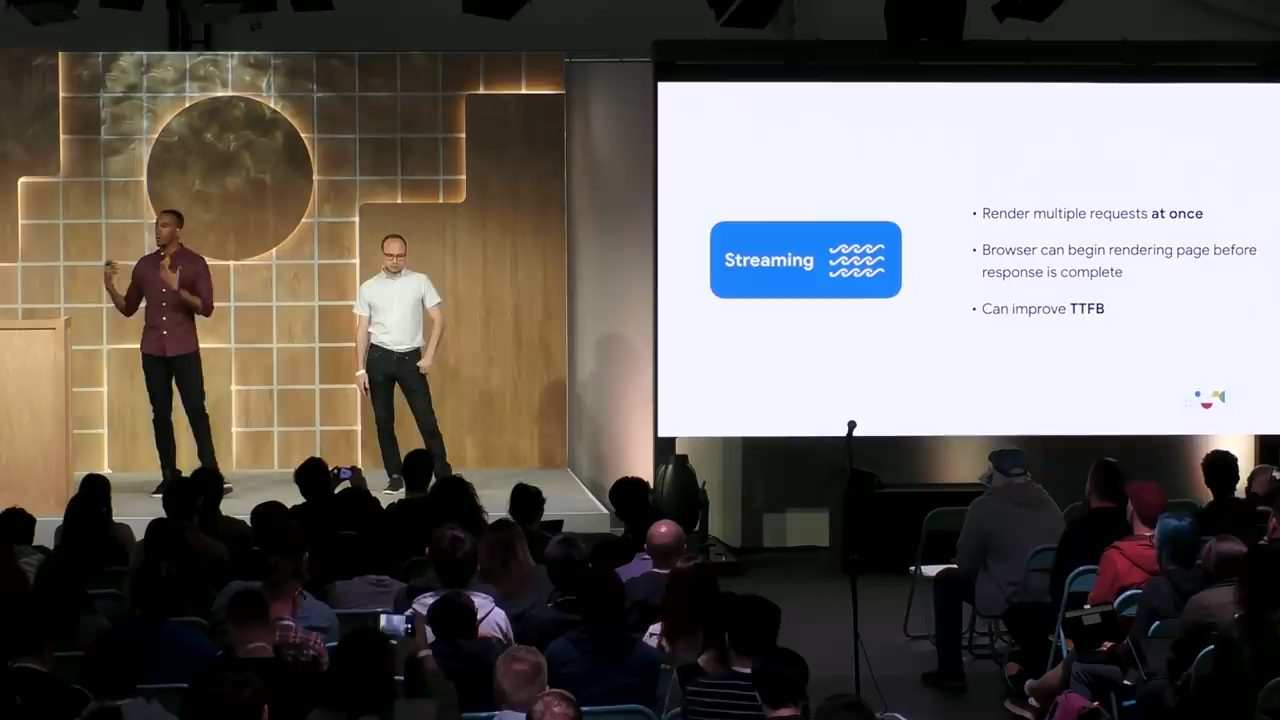 Streaming
• Render multiple requests at once
• Browser can begin rendering page before
response is complete
• Can improve TTFB